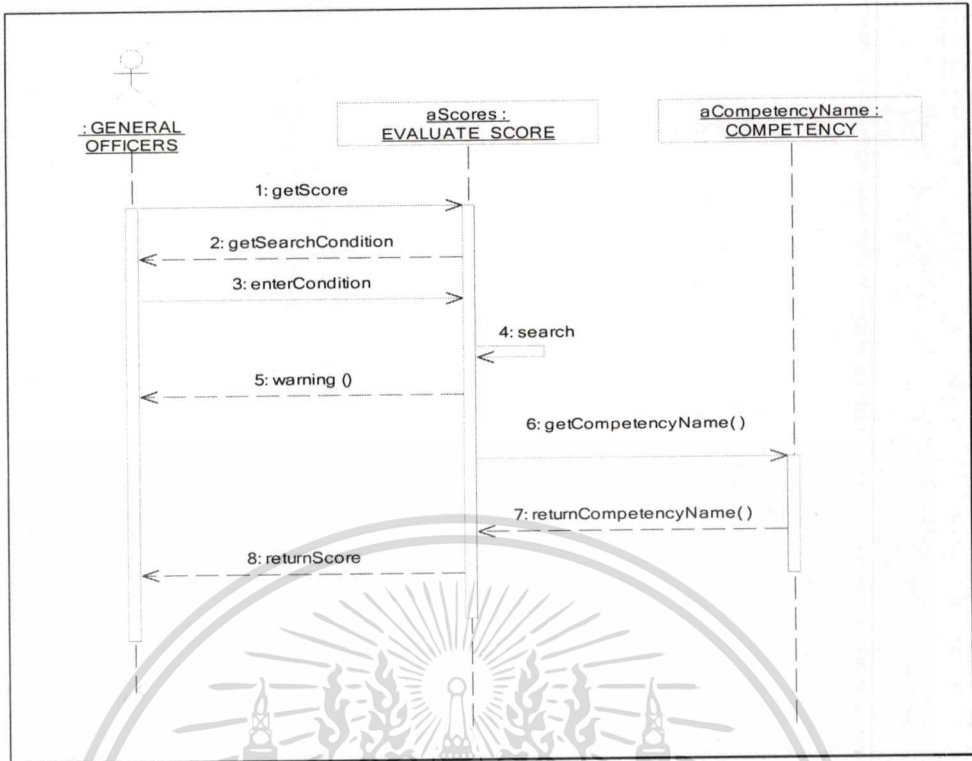 :GENERAL
OFFICERS
aScores :
EVALUATE SCORE
aCompetencyName :
COMPETENCY
1: getScore
2: getSearchCondition
3: enterCondition
4: search
5: warning ()
6: getCompetencyName()
7: returnCompetencyName()
8: returnScore